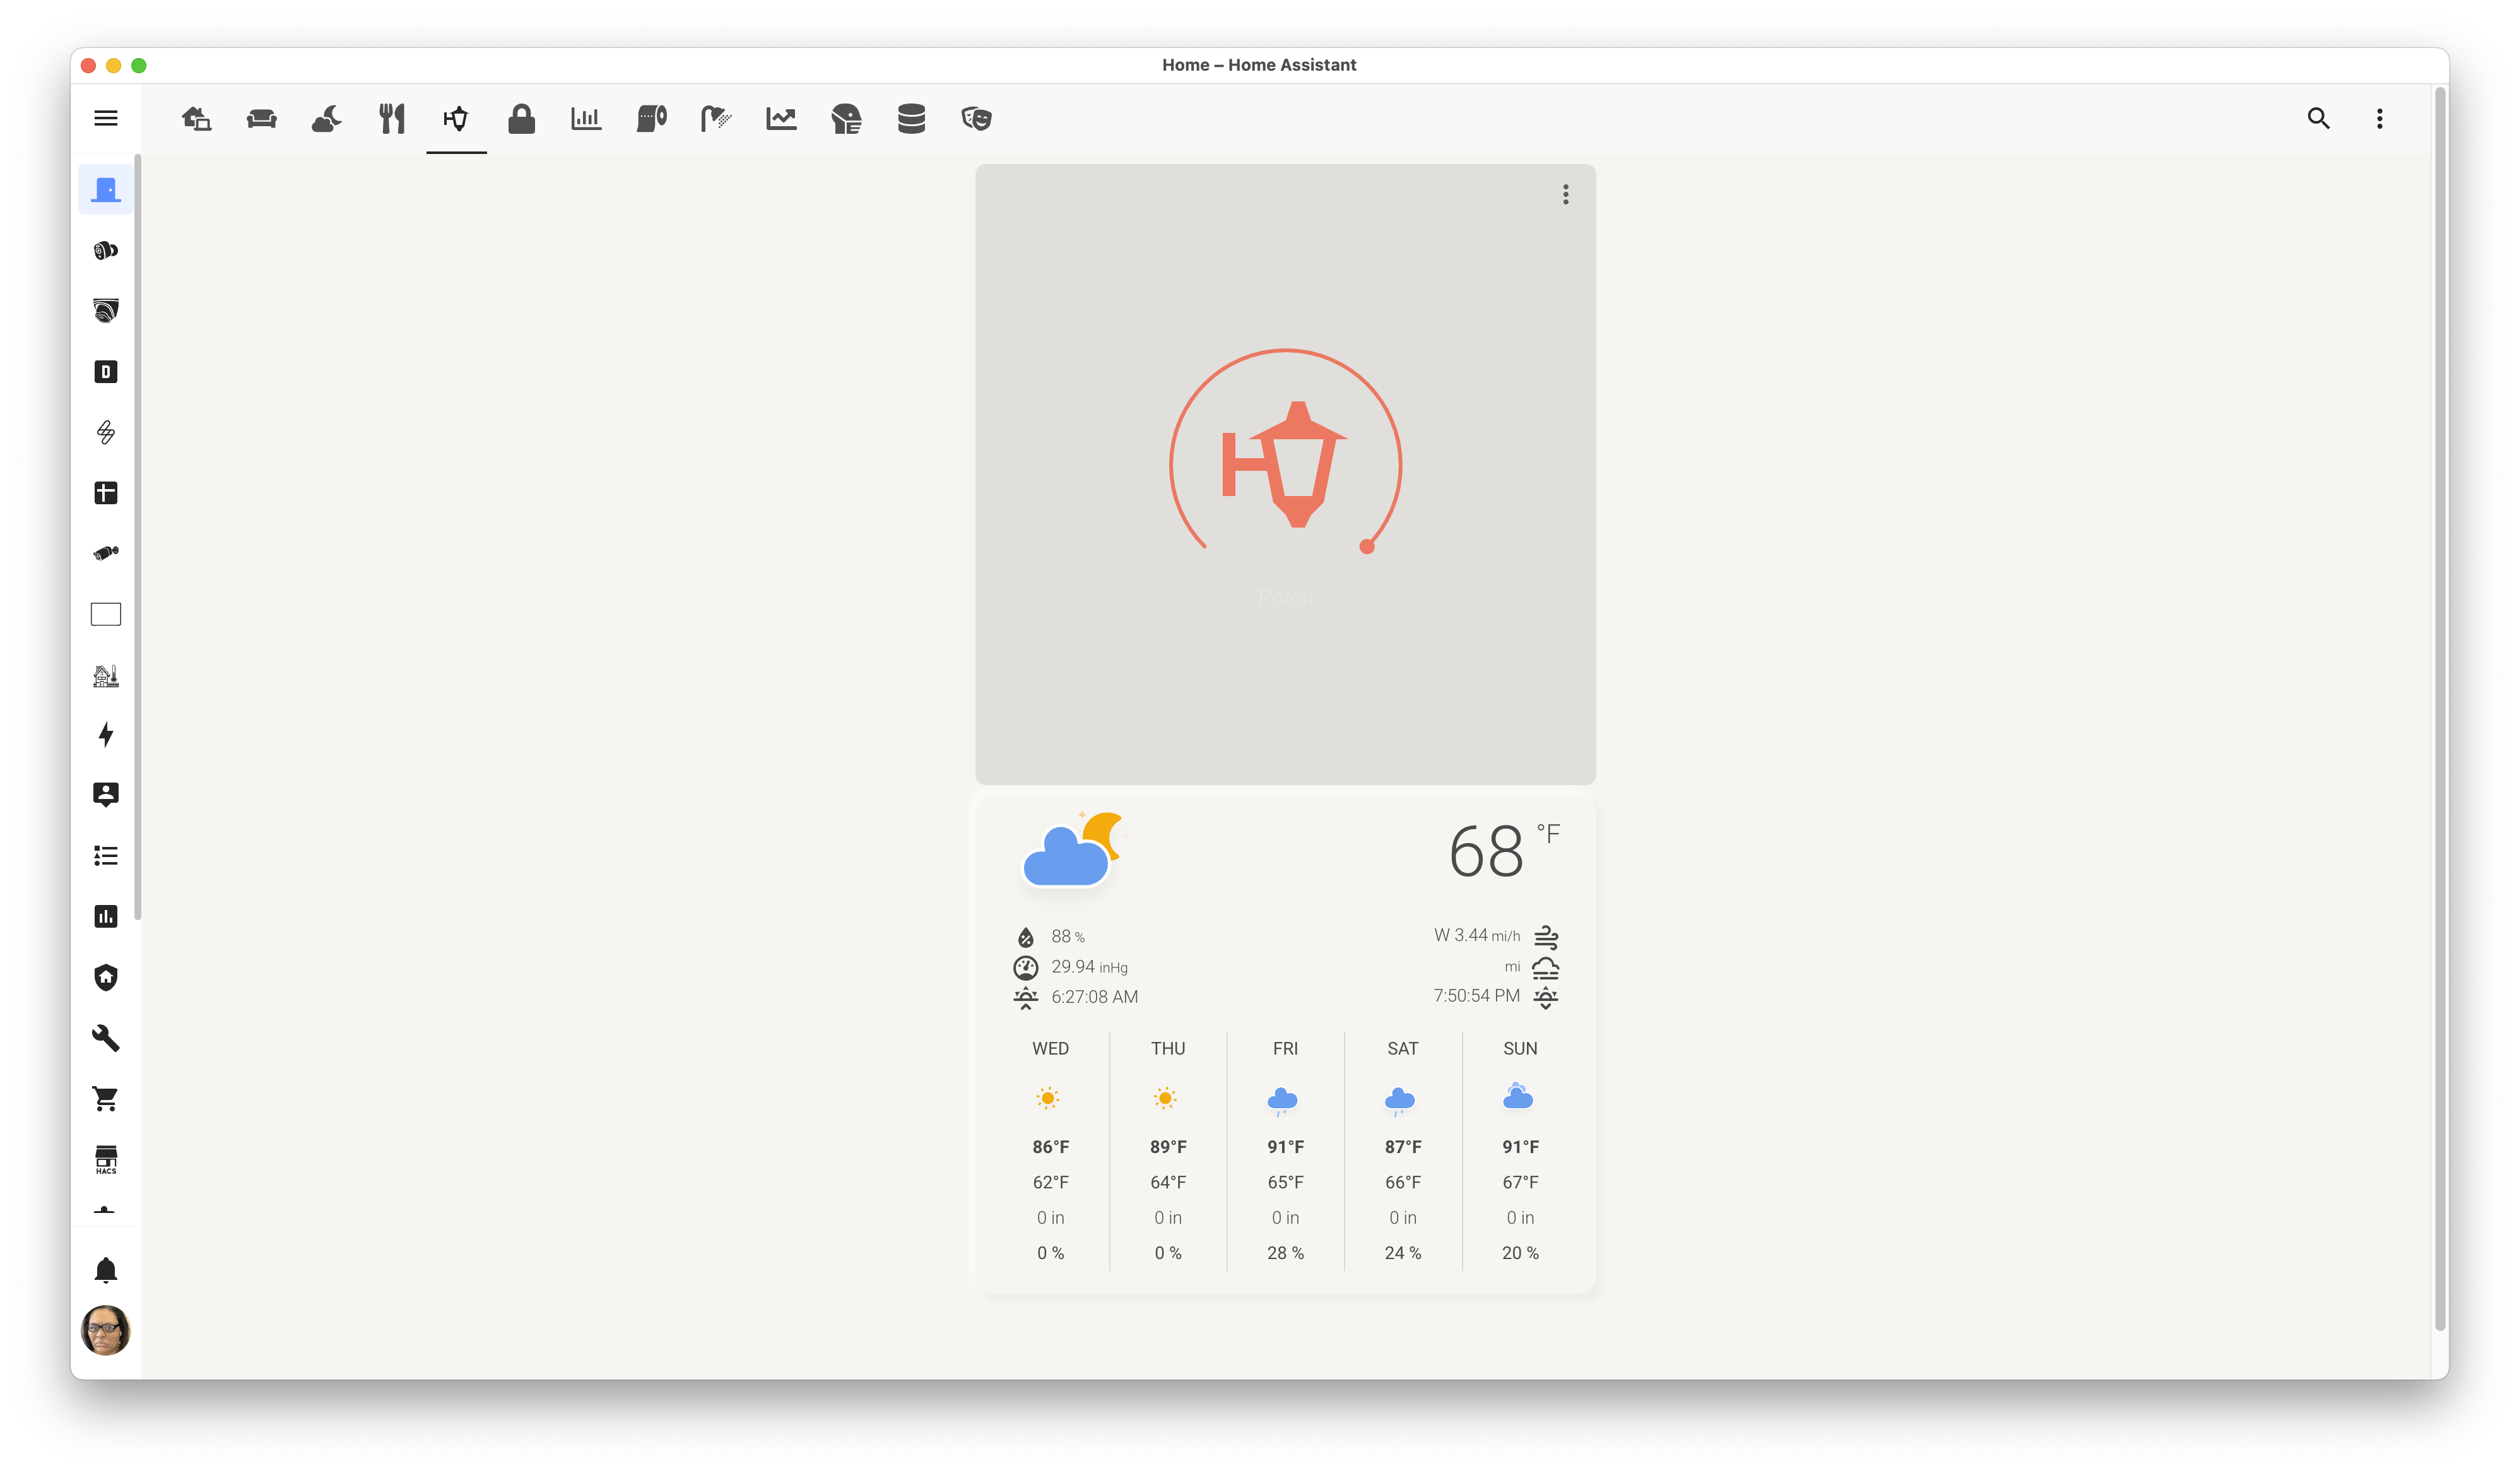 Home – Home Assistant
D
Porch
68 °F
88 %
W 3.44 mi/h
29.94 inHg
mi
6:27:08 AM
7:50:54 PM
WED THU FRI SAT SUN
86°F 89°F 91°F 87°F 91°F
62°F 64°F 65°F 66°F 67°F
0 in 0 in 0 in 0 in 0 in
0 % 0 % 28 % 24 % 20 %
HACS